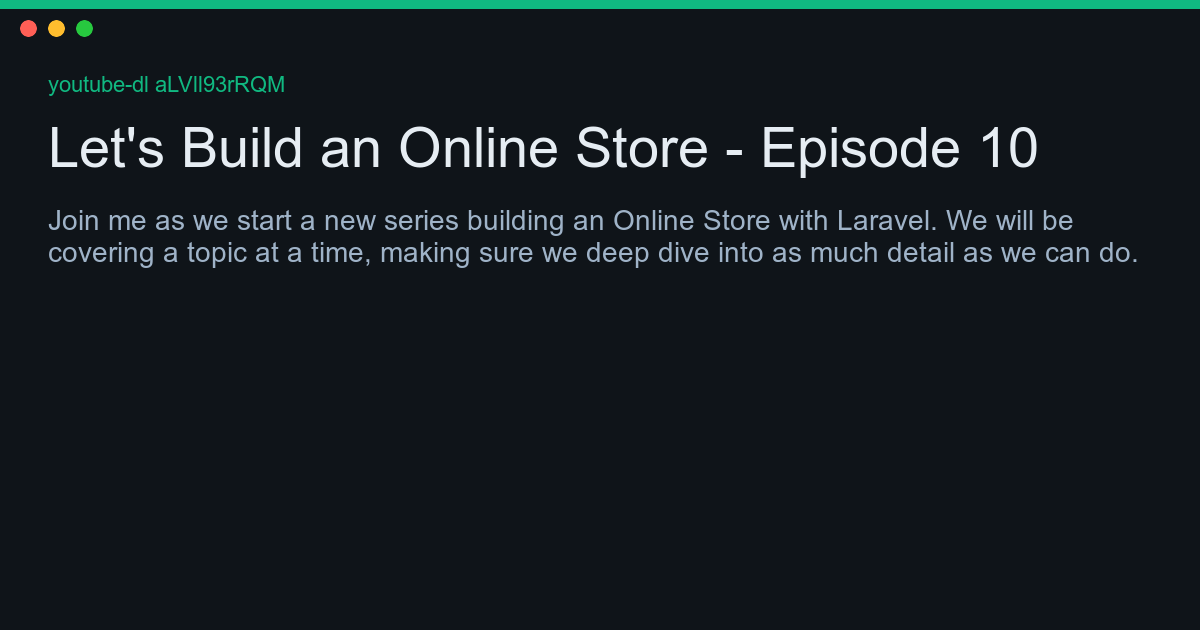 youtube-dl aLVlI93rRQM
Let's Build an Online Store - Episode 10
Join me as we start a new series building an Online Store with Laravel. We will be
covering a topic at a time, making sure we deep dive into as much detail as we can do.